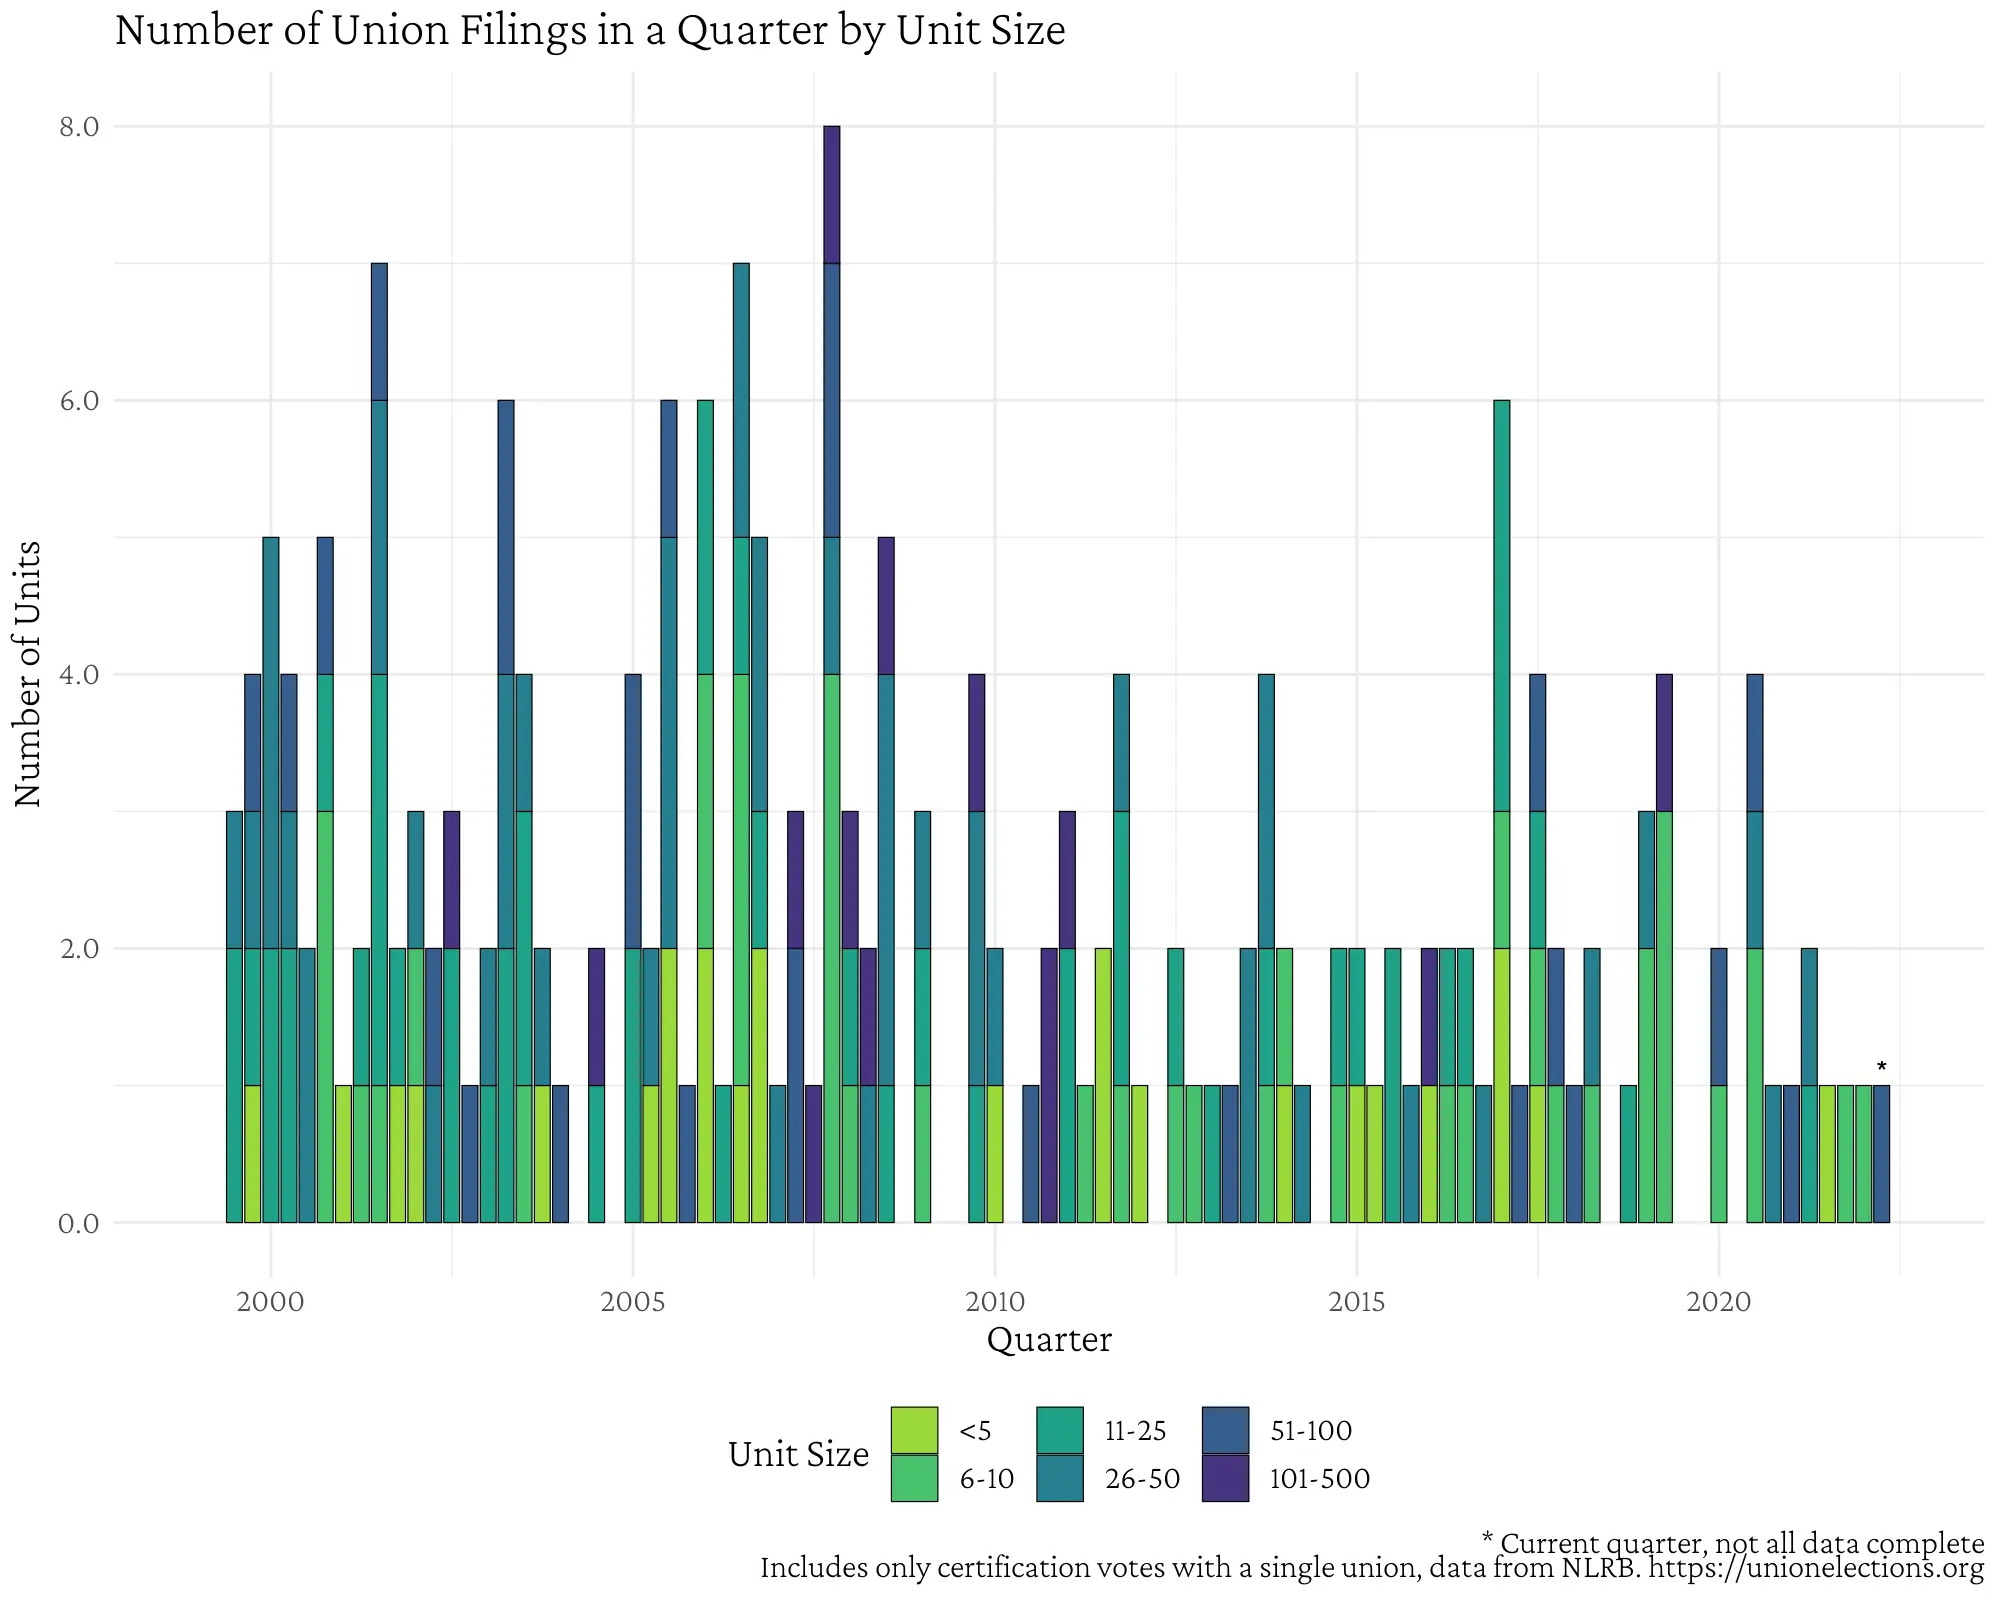 Number of Union Filings in a Quarter by Unit Size
Number of Units
8.0
6.0
4.0
2.0
0.0
*
2000 2005 2010 2015 2020
Quarter
Unit Size
<5 11-25 51-100
6-10 26-50 101-500
* Current quarter, not all data complete
Includes only certification votes with a single union, data from NLRB. https://unionelections.org